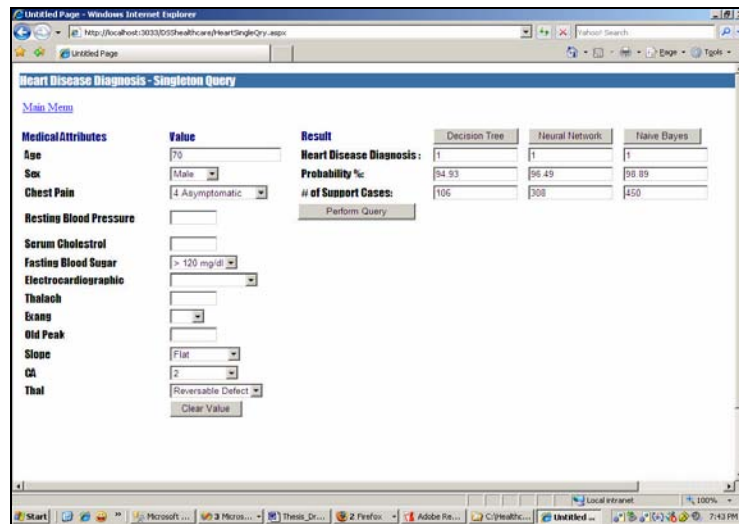 Untitled Page - Windows Internet Explorer
http://localhost:3033/DSShealthcare/HeartSingleQry.aspx
Yahoo! Search
Untitled Page
Page
Tools
Heart Disease Diagnosis - Singleton Query
Main Menu
Medical Attributes Value Result Decision Tree Neural Network Naive Bayes
Age 70 Heart Disease Diagnosis : 1 1 1
Sex Male Probability %: 94.93 96.49 98.89
Chest Pain 4 Asymptomatic # of Support Cases: 106 308 450
Perform Query
Resting Blood Pressure
Serum Cholestrol
Fasting Blood Sugar > 120 mg/dl
Electrocardiographic
Thalach
Exang
Old Peak
Slope Flat
CA 2
Thal Reversable Defect
Clear Value
Local intranet 100%
Start Microsoft ... 3 Micros... Thesis_Dr... 2 Firefox Adobe Re... C:\Healthc... Untitled ... 7:43 PM